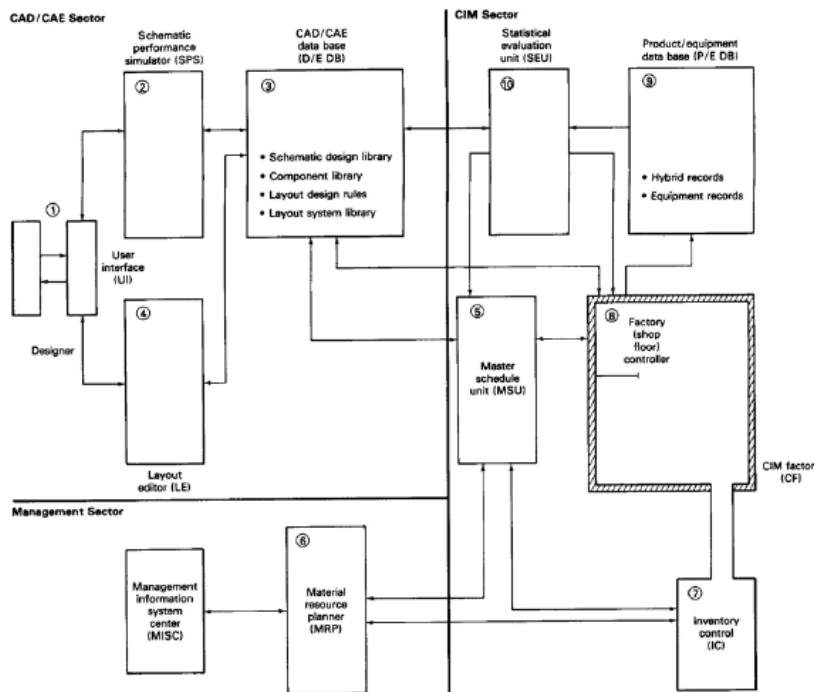 CAD/CAE Sector
CIM Sector
Schematic
performance
simulator (SPS)
CAD/CAE
data base
(D/E DB)
Statistical
evaluation
unit (SEU)
Product/equipment
data base (P/E DB)
②
③
• Schematic design library
• Component library
• Layout design rules
• Layout system library
⑩
⑨
• Hybrid records
• Equipment records
①
User
interface
(UI)
Designer
④
Layout
editor (LE)
⑤
Master
schedule
unit (MSU)
⑧
Factory
(shop
floor)
controller
CIM factor
(CF)
Management Sector
Management
information
system
center
(MISC)
⑥
Material
resource
planner
(MRP)
⑦
inventory
control
(IC)